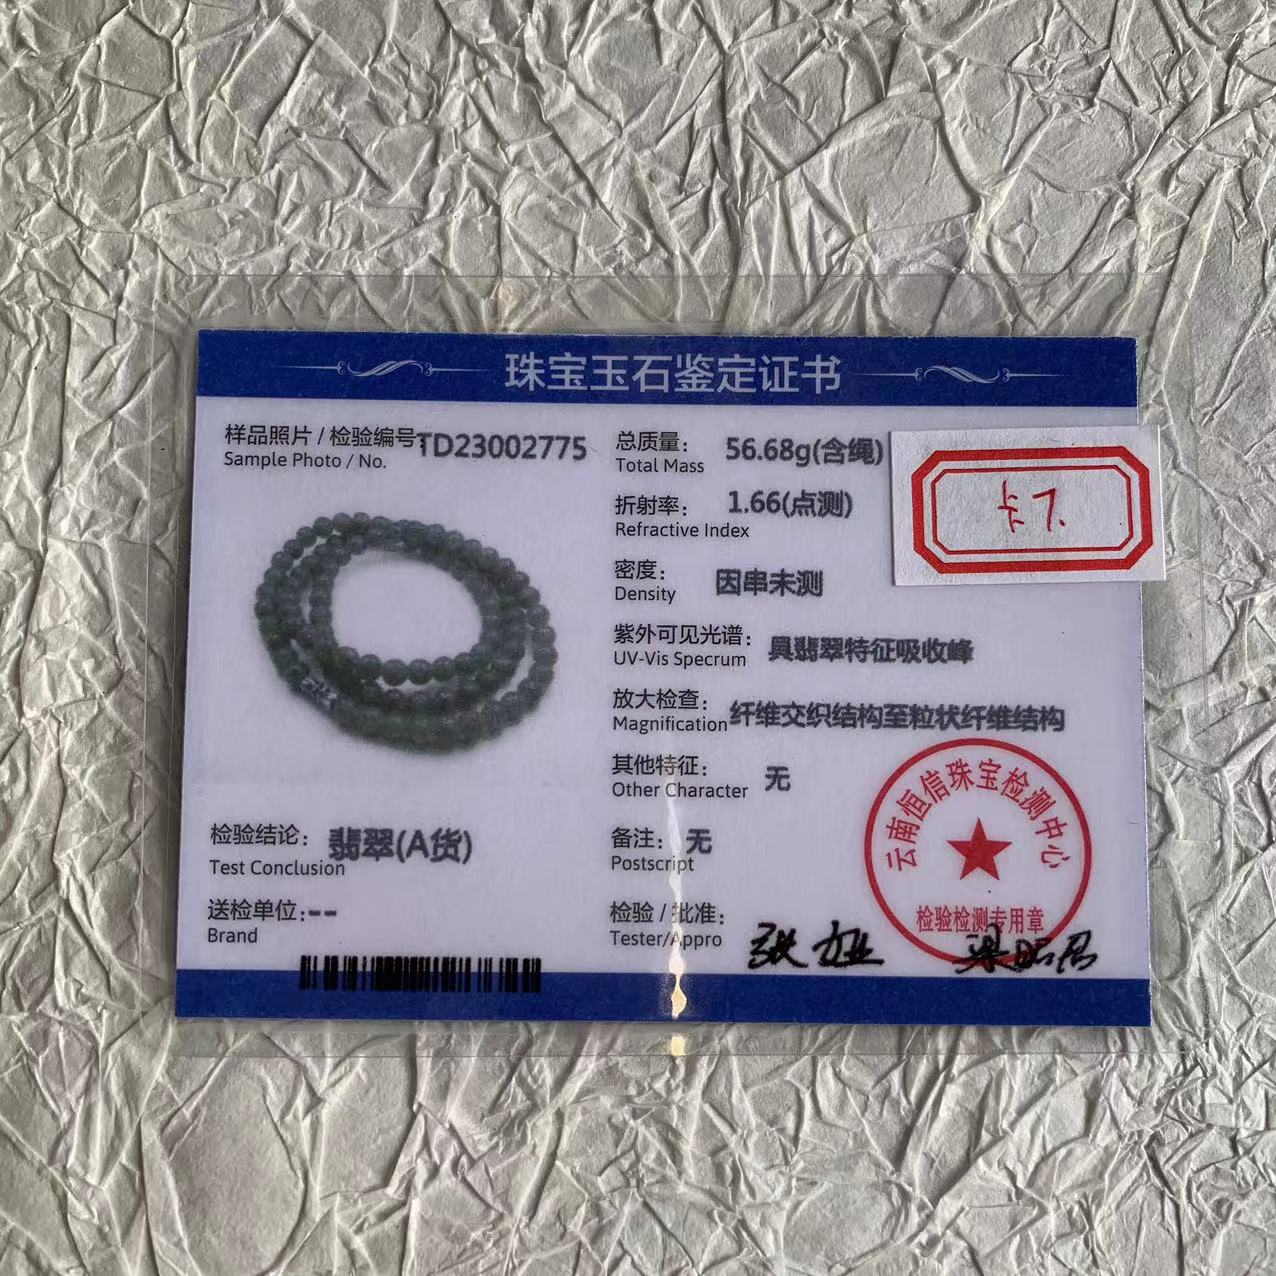 珠宝玉石鉴定证书
样品照片 / 检验编号 TD23002775
Sample Photo / No.
总质量: 56.68g(含绳)
Total Mass
卡7.
折射率: 1.66(点测)
Refractive Index
密度: 因串未测
Density
紫外可见光谱: 具翡翠特征吸收峰
UV-Vis Specrum
放大检查: 纤维交织结构至粒状纤维结构
Magnification
其他特征: 无
Other Character
检验结论: 翡翠(A货)
Test Conclusion
备注: 无
Postscript
送检单位: --
Brand
检验 / 批准:
Tester/Appro
云南恒信珠宝检测中心
检验检测专用章